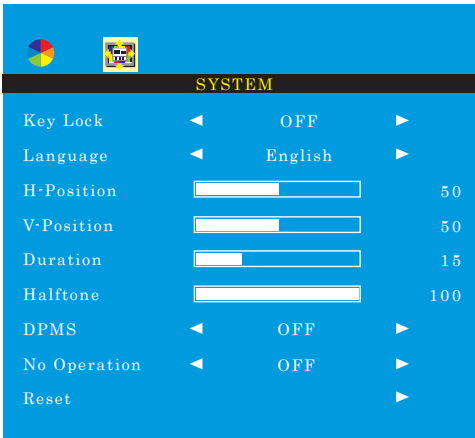 SYSTEM
Key Lock OFF
Language English
H-Position 50
V-Position 50
Duration 15
Halftone 100
DPMS OFF
No Operation OFF
Reset